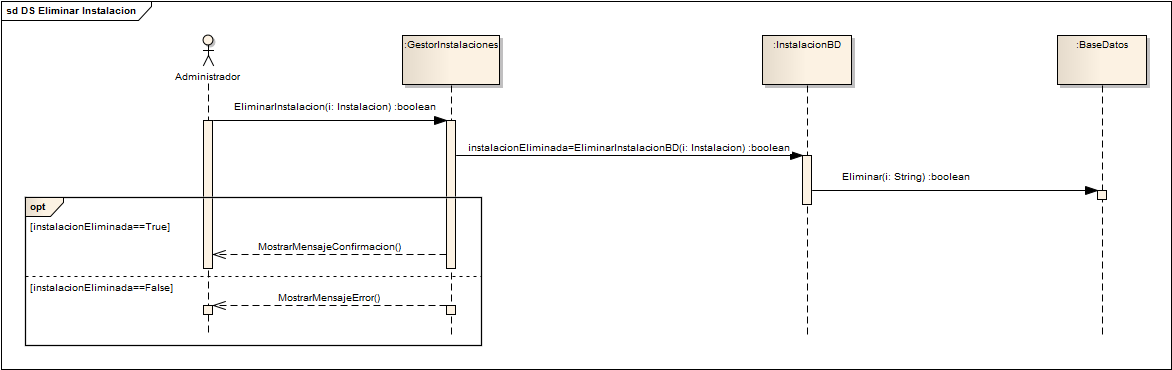 sd DS Eliminar Instalacion
:GestorInstalaciones
:InstalacionBD
:BaseDatos
Administrador
EliminarInstalacion(i: Instalacion) :boolean
instalacionEliminada=EliminarInstalacionBD(i: Instalacion) :boolean
Eliminar(i: String) :boolean
opt
[instalacionEliminada==True]
MostrarMensajeConfirmacion()
[instalacionEliminada==False]
MostrarMensajeError()